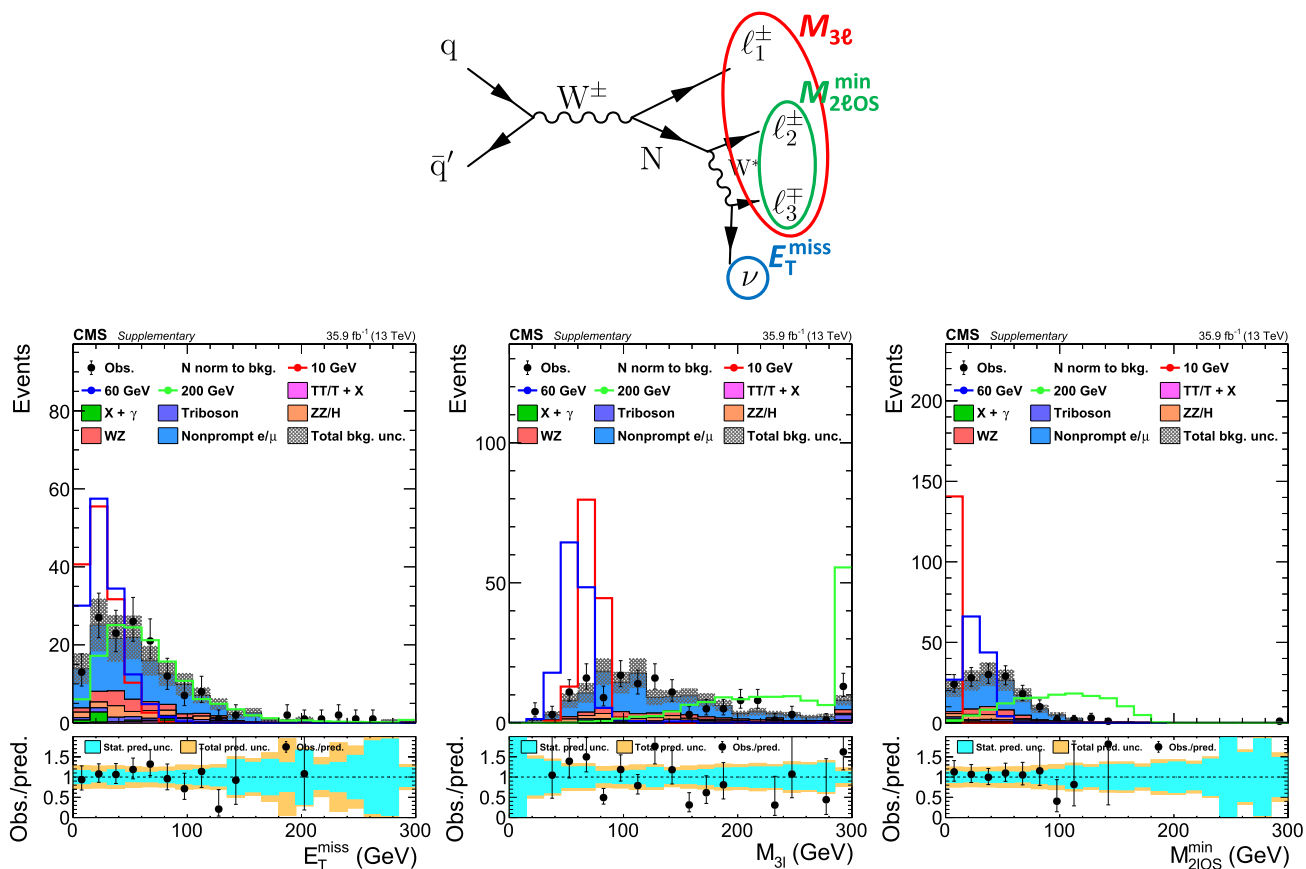 q
q̄′
W±
N
W*
ℓ1±
ℓ2±
ℓ3∓
ν
M3ℓ
M2ℓOS min
ET miss
CMS Supplementary 35.9 fb-1 (13 TeV)
Events
Obs. N norm to bkg. 10 GeV
60 GeV 200 GeV TT/T + X
X + γ Triboson ZZ/H
WZ Nonprompt e/μ Total bkg. unc.
80
60
40
20
0
Stat. pred. unc. Total pred. unc. Obs./pred.
Obs./pred.
1.5
1
0.5
0
0 100 200 300
ET miss (GeV)
CMS Supplementary 35.9 fb-1 (13 TeV)
Events
Obs. N norm to bkg. 10 GeV
60 GeV 200 GeV TT/T + X
X + γ Triboson ZZ/H
WZ Nonprompt e/μ Total bkg. unc.
100
50
0
Stat. pred. unc. Total pred. unc. Obs./pred.
Obs./pred.
1.5
1
0.5
0
0 100 200 300
M3l (GeV)
CMS Supplementary 35.9 fb-1 (13 TeV)
Events
Obs. N norm to bkg. 10 GeV
60 GeV 200 GeV TT/T + X
X + γ Triboson ZZ/H
WZ Nonprompt e/μ Total bkg. unc.
200
150
100
50
0
Stat. pred. unc. Total pred. unc. Obs./pred.
Obs./pred.
1.5
1
0.5
0
0 100 200 300
M2lOS min (GeV)